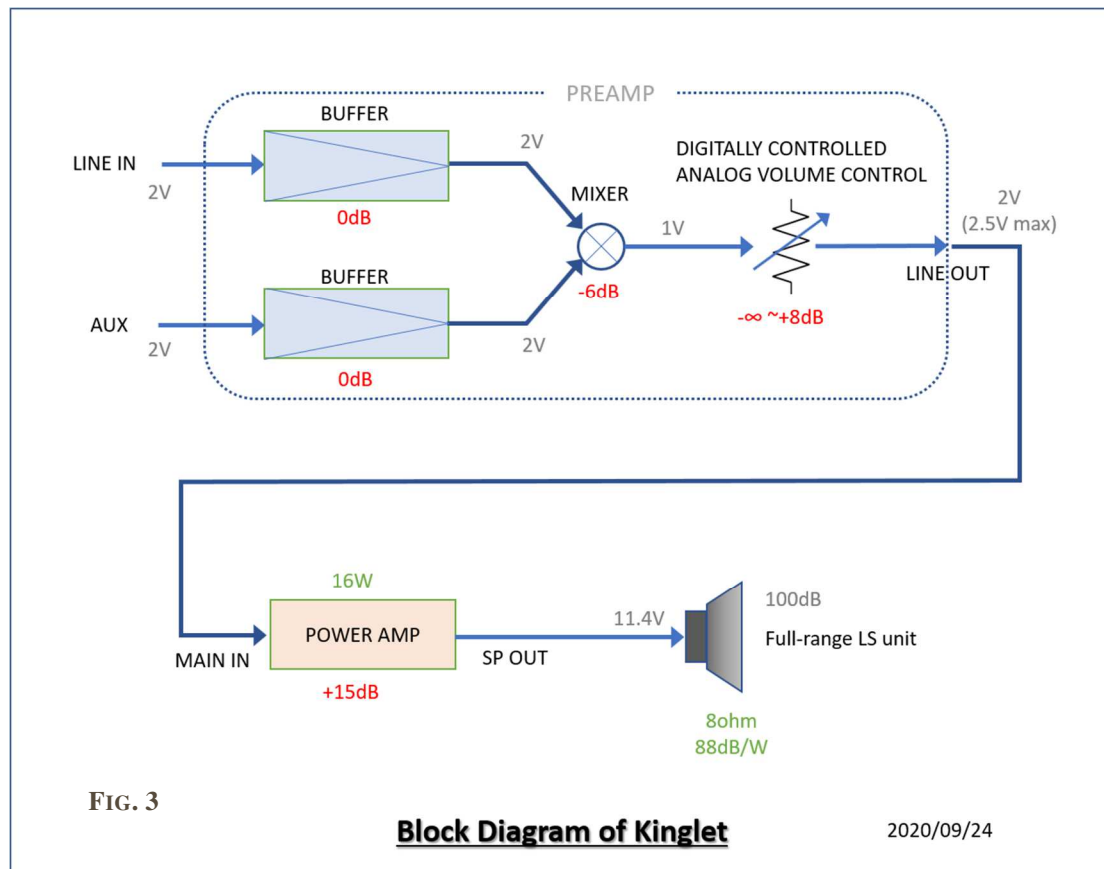 PREAMP
BUFFER
LINE IN
2V
0dB
2V
BUFFER
AUX
2V
0dB
2V
MIXER
-6dB
1V
DIGITALLY CONTROLLED
ANALOG VOLUME CONTROL
-∞ ~+8dB
2V
(2.5V max)
LINE OUT
16W
POWER AMP
MAIN IN
+15dB
SP OUT
11.4V
100dB
Full-range LS unit
8ohm
88dB/W
FIG. 3
Block Diagram of Kinglet
2020/09/24